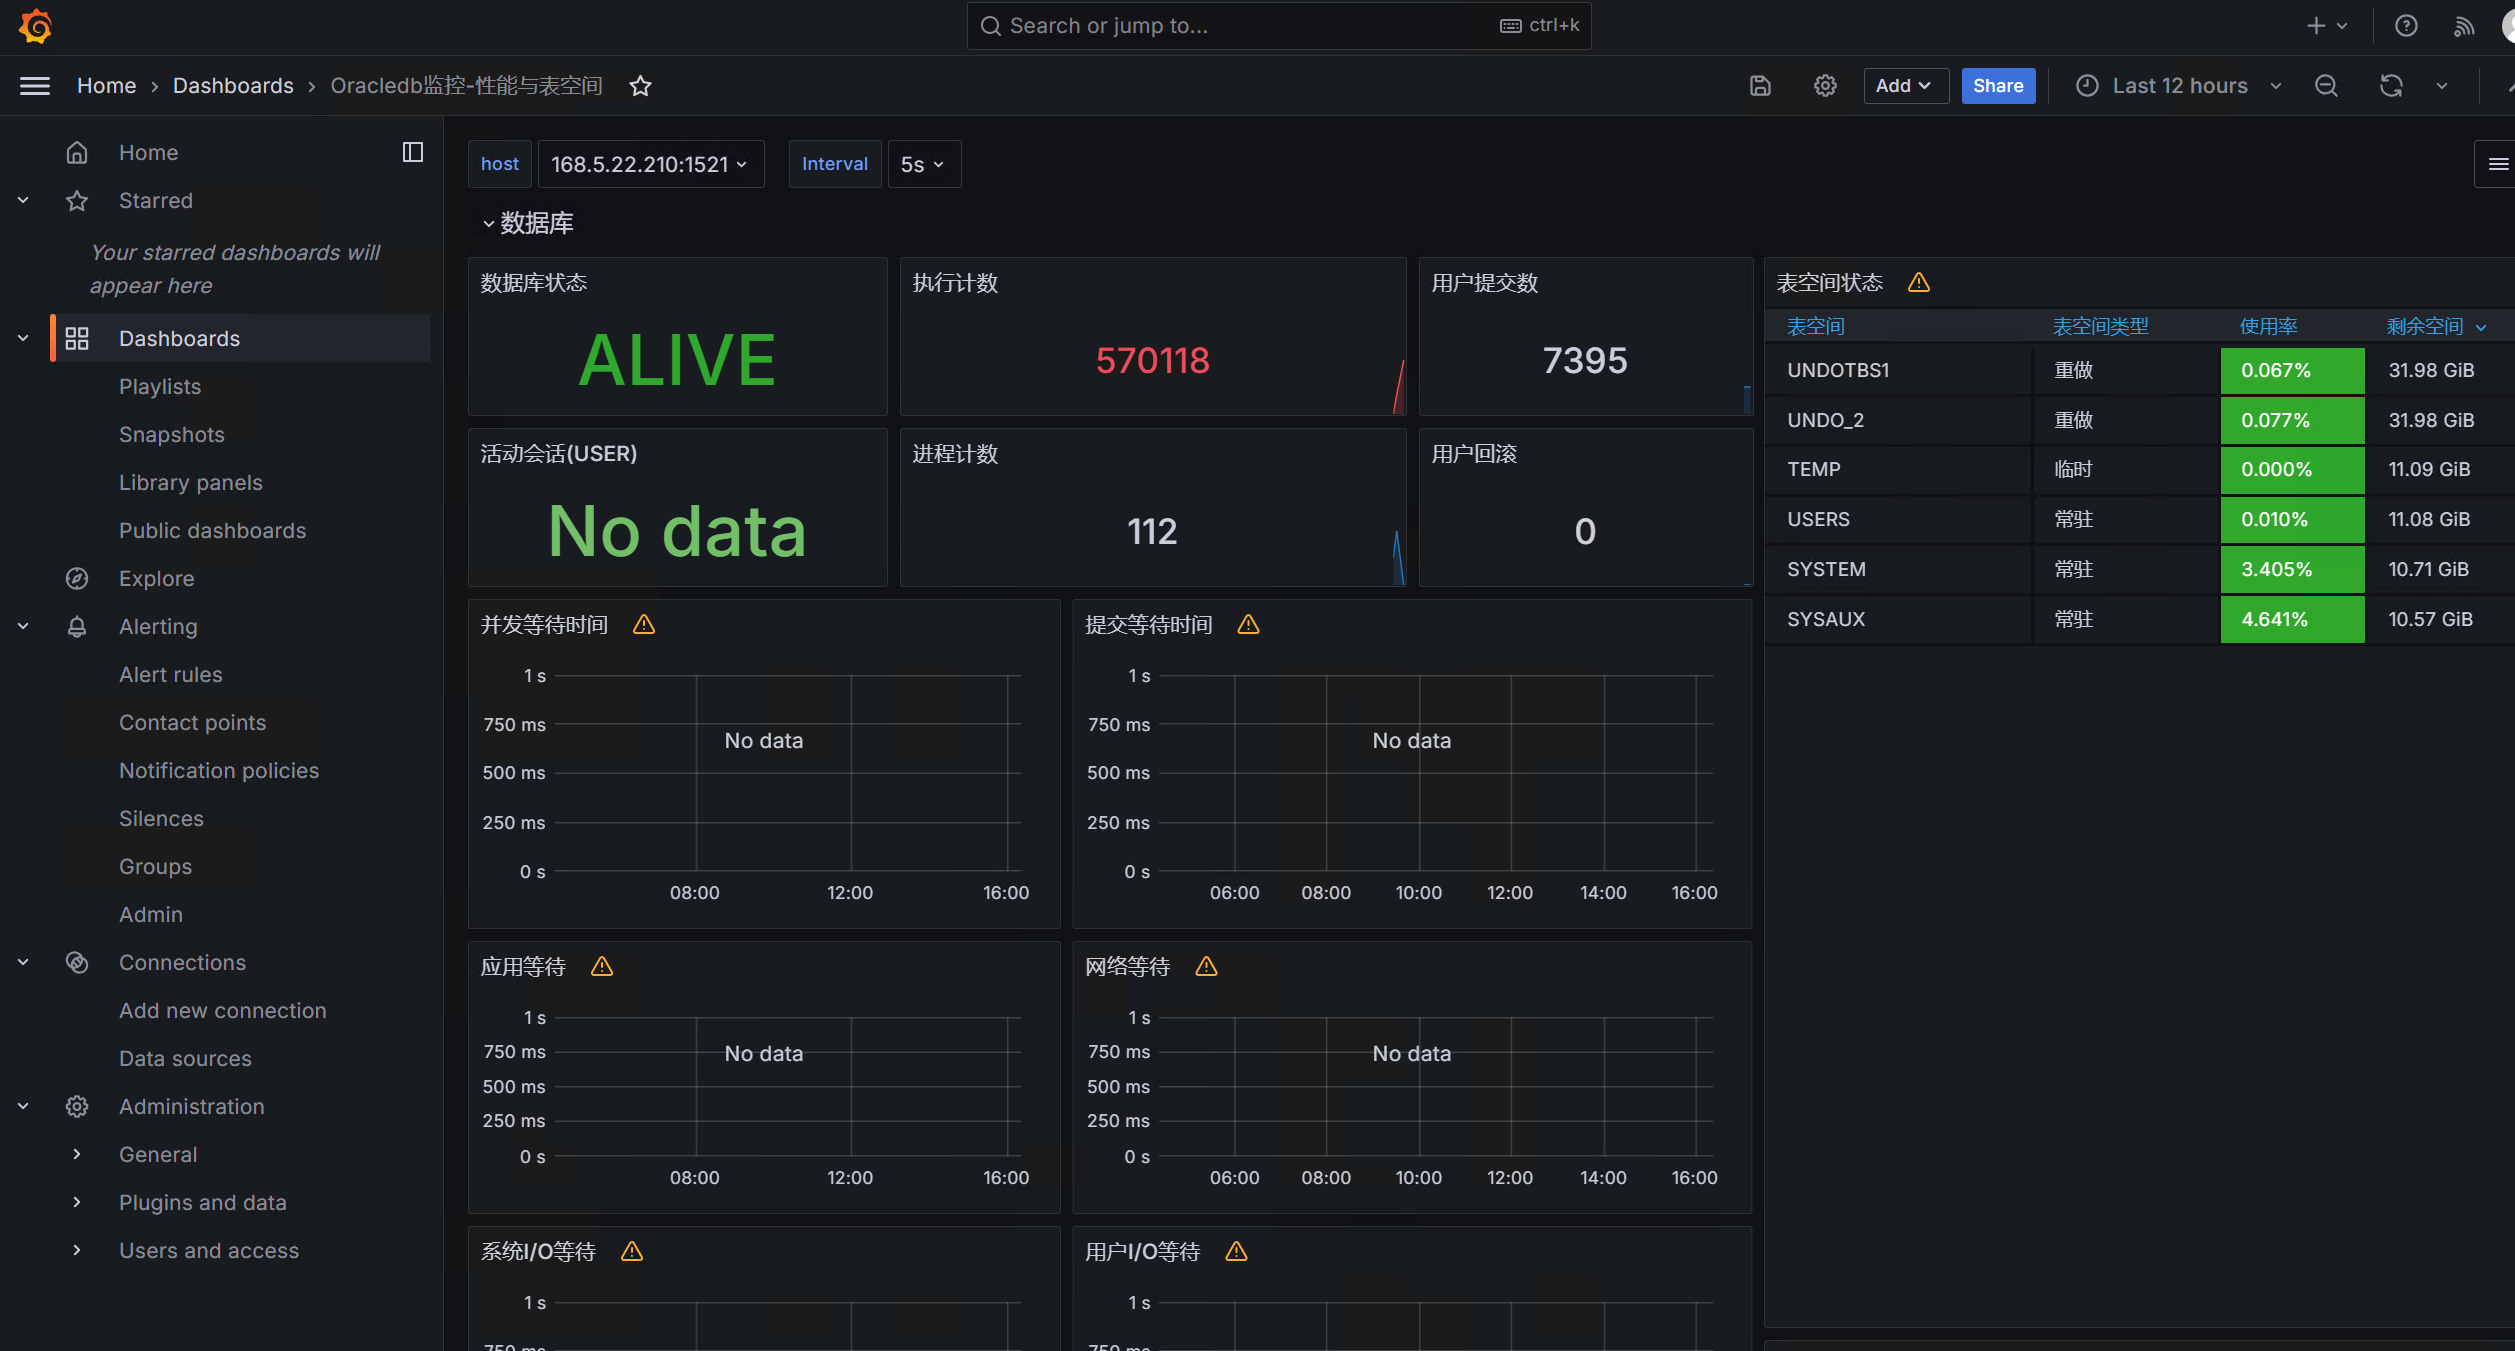 Search or jump to...
ctrl+k
Home › Dashboards › Oracledb监控-性能与表空间
Add
Share
Last 12 hours
Home
Starred
Your starred dashboards will
appear here
Dashboards
Playlists
Snapshots
Library panels
Public dashboards
Explore
Alerting
Alert rules
Contact points
Notification policies
Silences
Groups
Admin
Connections
Add new connection
Data sources
Administration
General
Plugins and data
Users and access
host 168.5.22.210:1521 Interval 5s
数据库
数据库状态
ALIVE
执行计数
570118
用户提交数
7395
活动会话(USER)
No data
进程计数
112
用户回滚
0
表空间状态
表空间 表空间类型 使用率 剩余空间
UNDOTBS1 重做 0.067% 31.98 GiB
UNDO_2 重做 0.077% 31.98 GiB
TEMP 临时 0.000% 11.09 GiB
USERS 常驻 0.010% 11.08 GiB
SYSTEM 常驻 3.405% 10.71 GiB
SYSAUX 常驻 4.641% 10.57 GiB
并发等待时间
1 s
750 ms
No data
500 ms
250 ms
0 s
08:00 12:00 16:00
提交等待时间
1 s
750 ms
No data
500 ms
250 ms
0 s
06:00 08:00 10:00 12:00 14:00 16:00
应用等待
1 s
750 ms
No data
500 ms
250 ms
0 s
08:00 12:00 16:00
网络等待
1 s
750 ms
No data
500 ms
250 ms
0 s
06:00 08:00 10:00 12:00 14:00 16:00
系统I/O等待
1 s
750 ms
用户I/O等待
1 s
750 ms